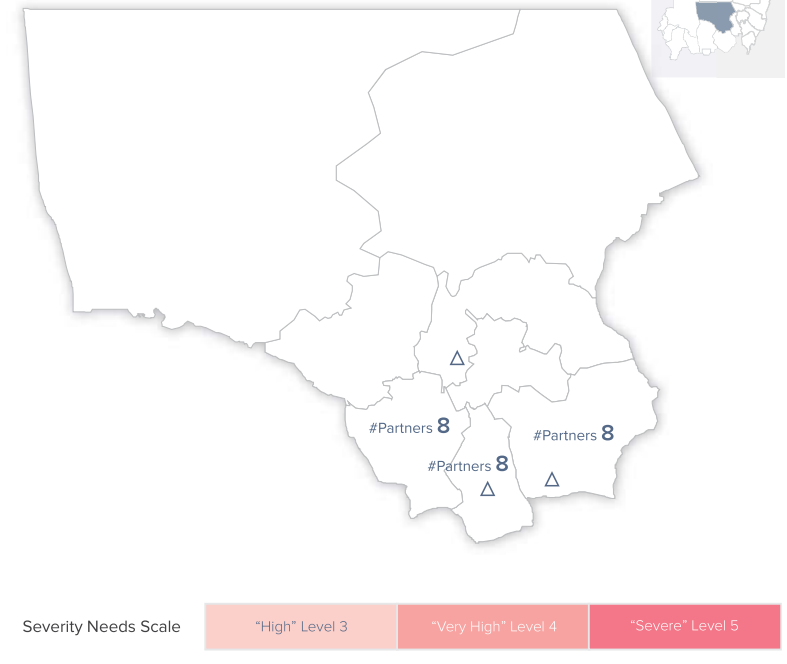 #Partners 8
#Partners 8
#Partners 8
Severity Needs Scale
“High” Level 3
“Very High” Level 4
“Severe” Level 5